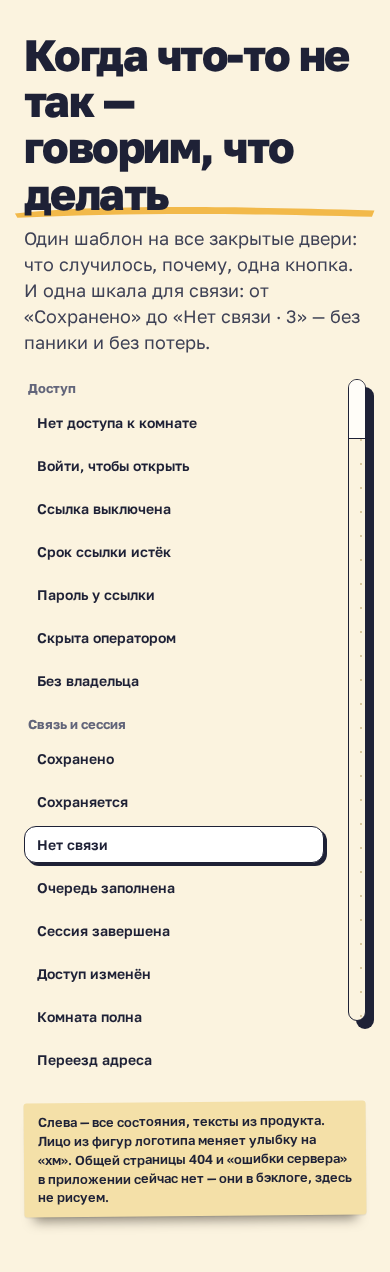 Когда что-то не
так —
говорим, что
делать
Один шаблон на все закрытые двери:
что случилось, почему, одна кнопка.
И одна шкала для связи: от
«Сохранено» до «Нет связи · 3» — без
паники и без потерь.
Доступ
Нет доступа к комнате
Войти, чтобы открыть
Ссылка выключена
Срок ссылки истёк
Пароль у ссылки
Скрыта оператором
Без владельца
Связь и сессия
Сохранено
Сохраняется
Нет связи
Очередь заполнена
Сессия завершена
Доступ изменён
Комната полна
Переезд адреса
Слева — все состояния, тексты из продукта.
Лицо из фигур логотипа меняет улыбку на
«хм». Общей страницы 404 и «ошибки сервера»
в приложении сейчас нет — они в бэклоге, здесь
не рисуем.